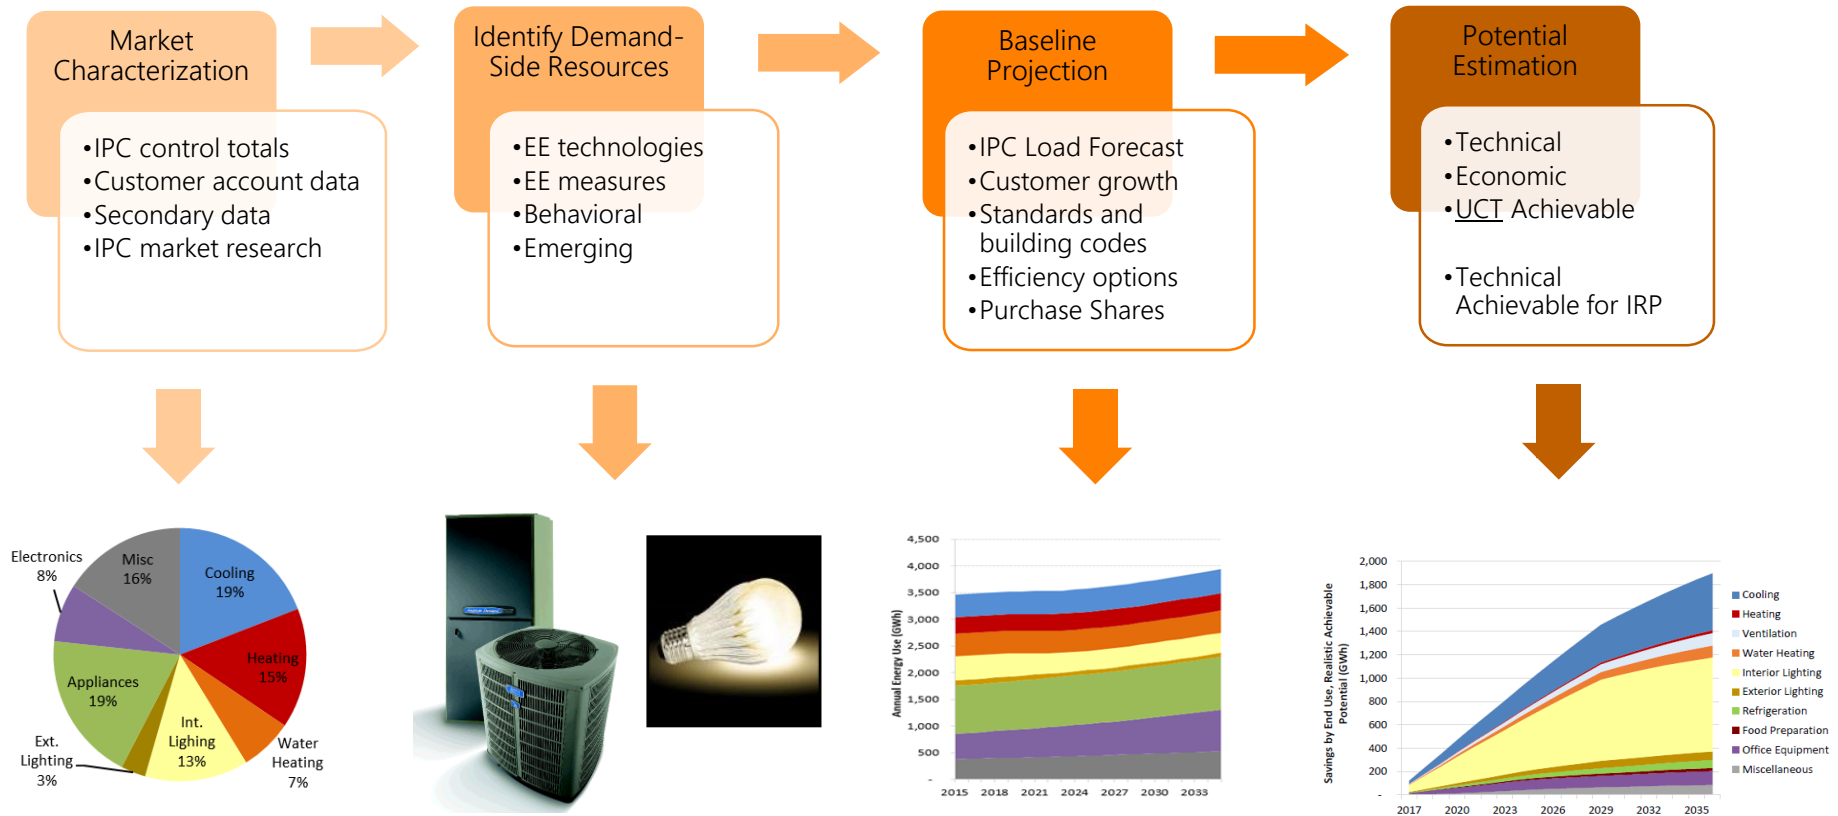 Market
Characterization
•IPC control totals
•Customer account data
•Secondary data
•IPC market research
Identify Demand-
Side Resources
•EE technologies
•EE measures
•Behavioral
•Emerging
Baseline
Projection
•IPC Load Forecast
•Customer growth
•Standards and
building codes
•Efficiency options
•Purchase Shares
Potential
Estimation
•Technical
•Economic
•UCT Achievable
•Technical
Achievable for IRP
Electronics
8%
Misc
16%
Cooling
19%
Heating
15%
Appliances
19%
Int.
Lighing
13%
Ext.
Lighting
3%
Water
Heating
7%
Annual Energy Use (GWh)
4,500
4,000
3,500
3,000
2,500
2,000
1,500
1,000
500
-
2015 2018 2021 2024 2027 2030 2033
Savings by End Use, Realistic Achievable
Potential (GWh)
2,000
1,800
1,600
1,400
1,200
1,000
800
600
400
200
-
2017 2020 2023 2026 2029 2032 2035
Cooling
Heating
Ventilation
Water Heating
Interior Lighting
Exterior Lighting
Refrigeration
Food Preparation
Office Equipment
Miscellaneous